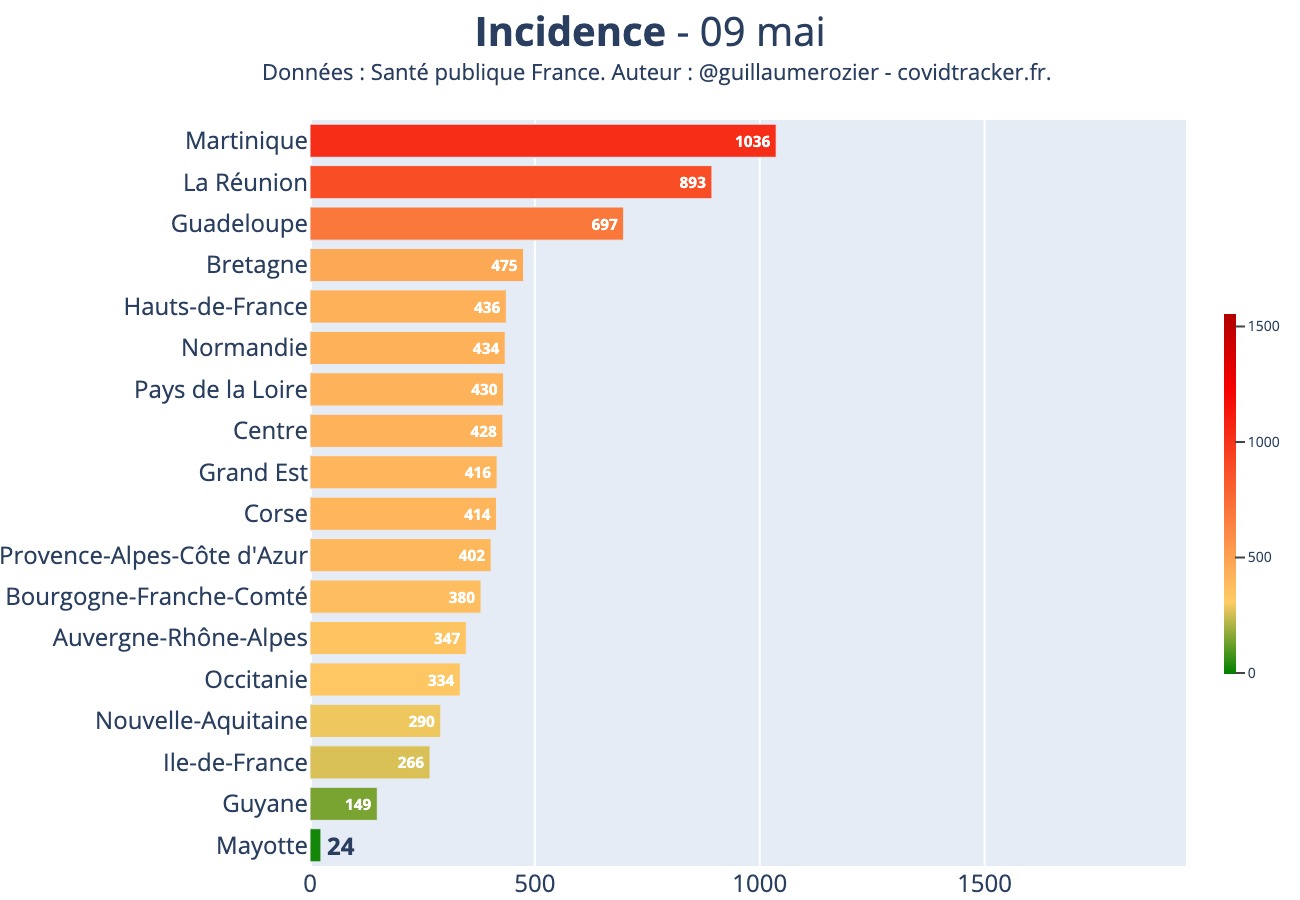 Incidence - 09 mai
Données : Santé publique France. Auteur : @guillaumerozier - covidtracker.fr.
Martinique 1036
La Réunion 893
Guadeloupe 697
Bretagne 475
Hauts-de-France 436
Normandie 434
Pays de la Loire 430
Centre 428
Grand Est 416
Corse 414
Provence-Alpes-Côte d'Azur 402
Bourgogne-Franche-Comté 380
Auvergne-Rhône-Alpes 347
Occitanie 334
Nouvelle-Aquitaine 290
Ile-de-France 266
Guyane 149
Mayotte 24
0 500 1000 1500
1500
1000
500
0